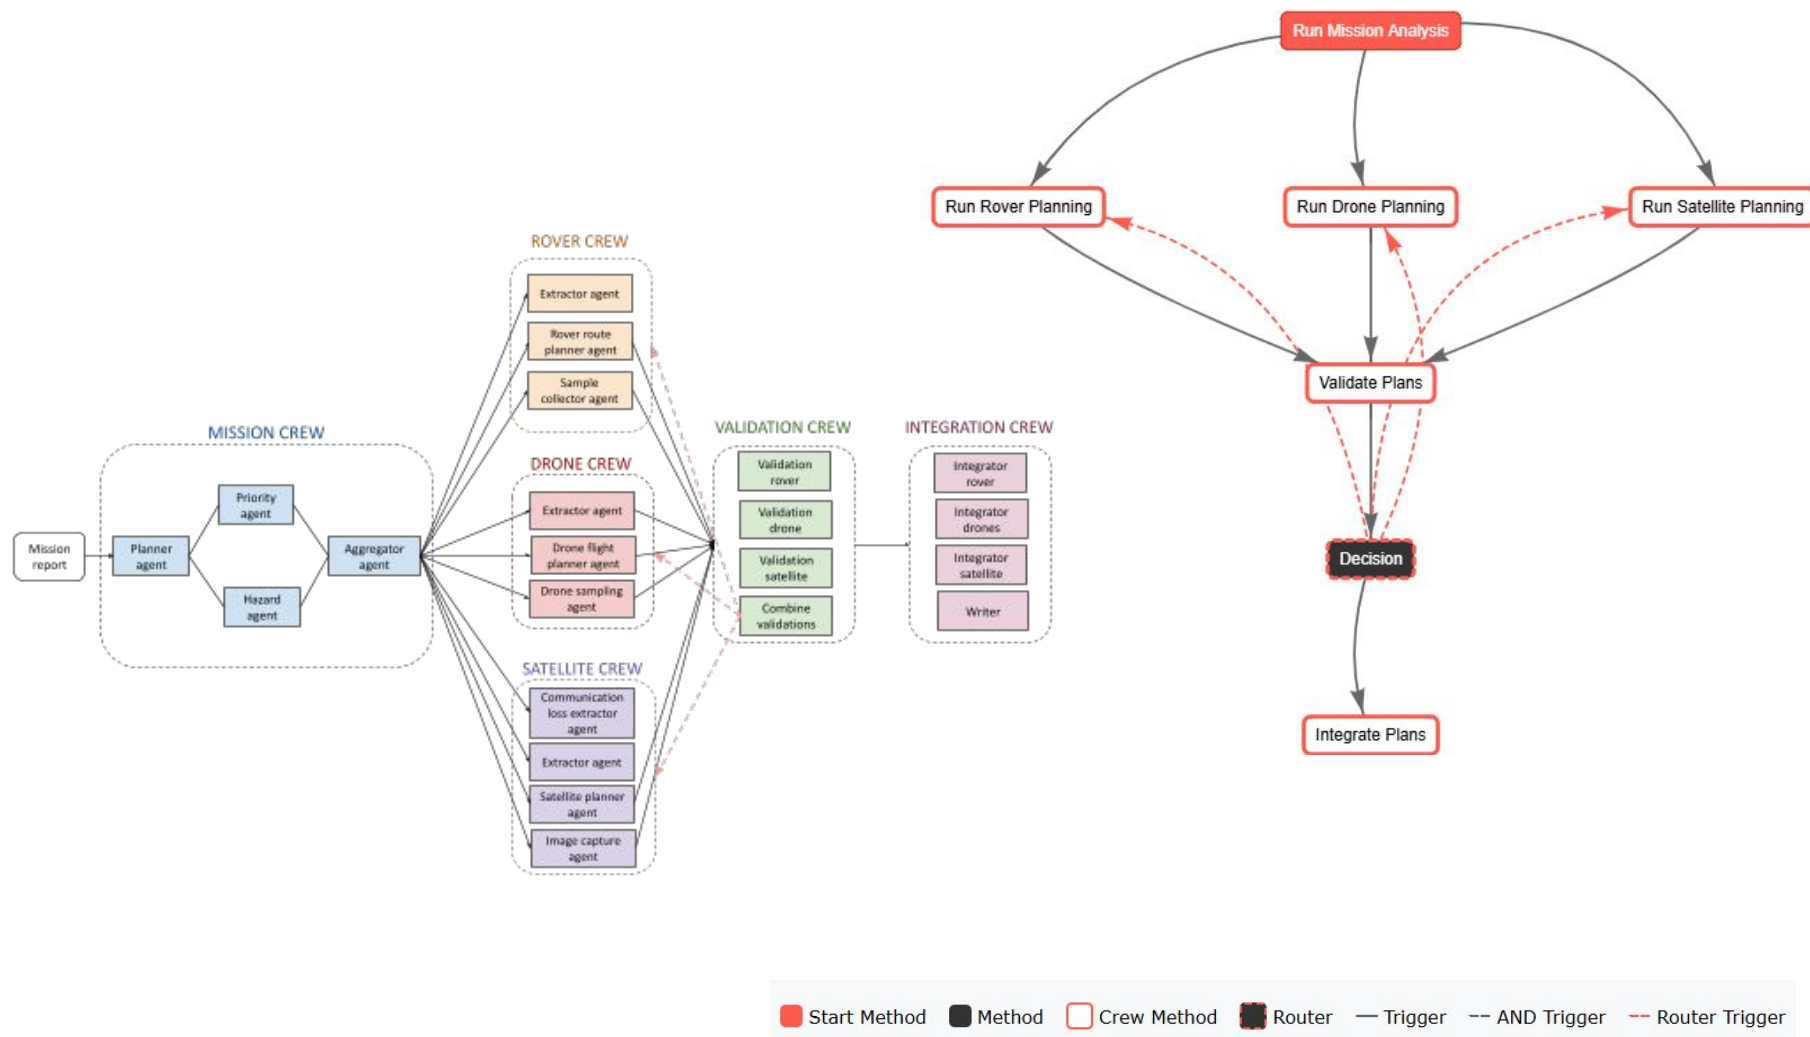 MISSION CREW
Mission
report
Planner
agent
Priority
agent
Hazard
agent
Aggregator
agent
ROVER CREW
Extractor agent
Rover route
planner agent
Sample
collector agent
DRONE CREW
Extractor agent
Drone flight
planner agent
Drone sampling
agent
SATELLITE CREW
Communication
loss extractor
agent
Extractor agent
Satellite planner
agent
Image capture
agent
VALIDATION CREW
Validation
rover
Validation
drone
Validation
satellite
Combine
validations
INTEGRATION CREW
Integrator
rover
Integrator
drones
Integrator
satellite
Writer
Run Mission Analysis
Run Rover Planning
Run Drone Planning
Run Satellite Planning
Validate Plans
Decision
Integrate Plans
Start Method
Method
Crew Method
Router
Trigger
AND Trigger
Router Trigger